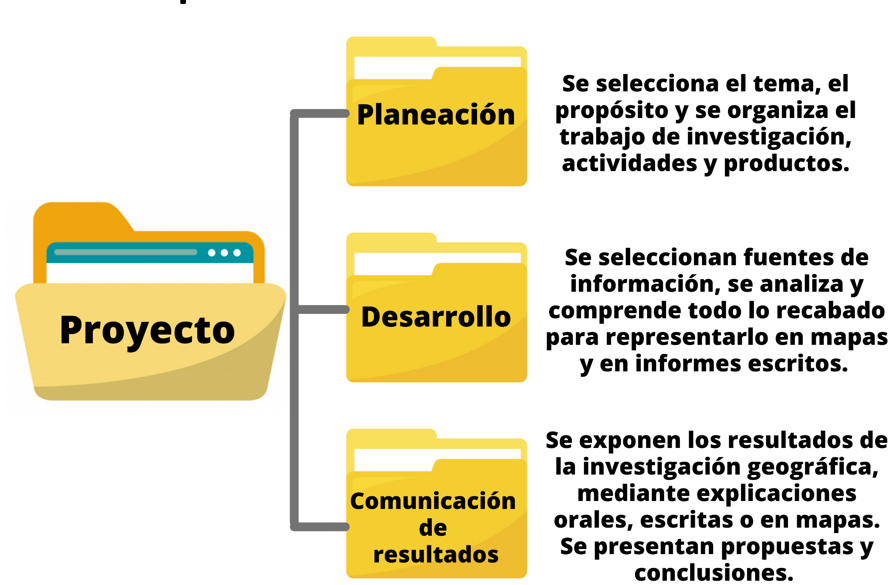 Planeación
Se selecciona el tema, el
propósito y se organiza el
trabajo de investigación,
actividades y productos.
Proyecto
Desarrollo
Se seleccionan fuentes de
información, se analiza y
comprende todo lo recabado
para representarlo en mapas
y en informes escritos.
Comunicación
de
resultados
Se exponen los resultados de
la investigación geográfica,
mediante explicaciones
orales, escritas o en mapas.
Se presentan propuestas y
conclusiones.